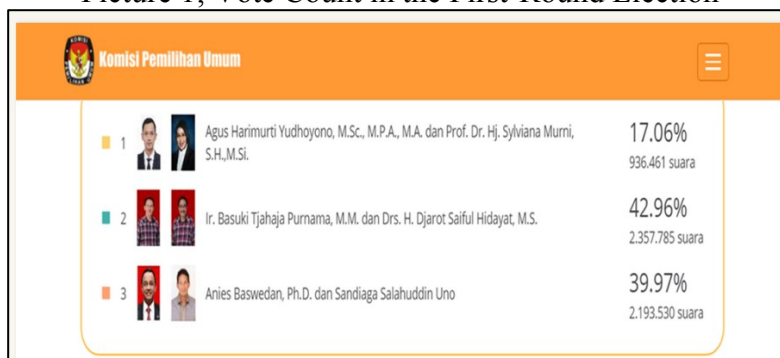 Picture 1, Vote Count in the First-Round Election
Komisi Pemilihan Umum
1 Agus Harimurti Yudhoyono, M.Sc., M.P.A., M.A. dan Prof. Dr. Hj. Sylviana Murni, 17.06%
S.H.,M.Si. 936.461 suara
2 Ir. Basuki Tjahaja Purnama, M.M. dan Drs. H. Djarot Saiful Hidayat, M.S. 42.96%
2.357.785 suara
3 Anies Baswedan, Ph.D. dan Sandiaga Salahuddin Uno 39.97%
2.193.530 suara